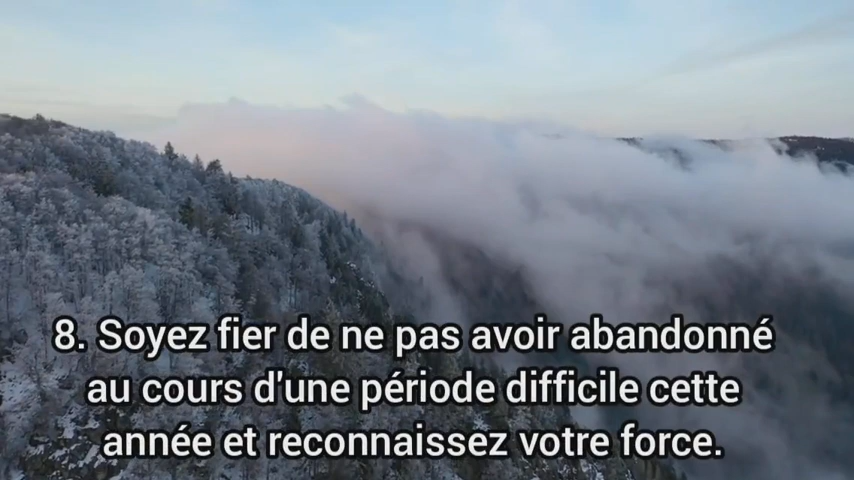 8. Soyez fier de ne pas avoir abandonné
au cours d'une période difficile cette
année et reconnaissez votre force.